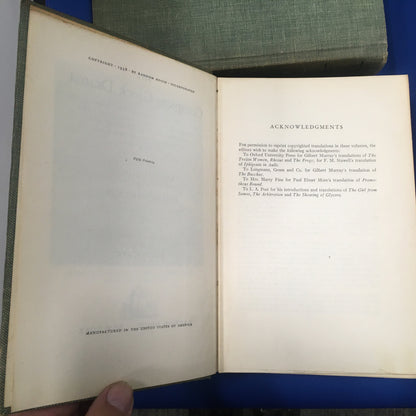 COPYRIGHT · 1938 · BY RANDOM HOUSE · INCORPORATED
Fifth Printing
MANUFACTURED IN THE UNITED STATES OF AMERICA
ACKNOWLEDGMENTS
FOR permission to reprint copyrighted translations in these volumes, the
editors wish to make the following acknowledgments:
To Oxford University Press for Gilbert Murray's translations of The
Trojan Women, Rhesus and The Frogs; for F. M. Stawell's translation
of Iphigenia in Aulis.
To Longmans, Green and Co. for Gilbert Murray's translation of
The Bacchae.
To Mrs. Harry Fine for Paul Elmer More's translation of Prome-
theus Bound.
To L. A. Post for his introductions and translations of The Girl from
Samos, The Arbitration and The Shearing of Glycera.